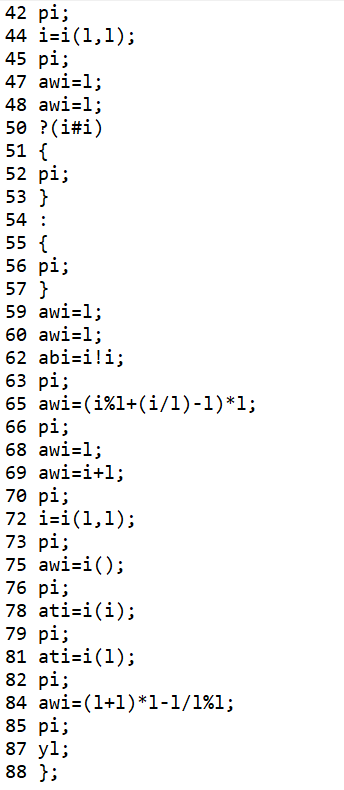 42 pi;
44 i=i(l,l);
45 pi;
47 awi=l;
48 awi=l;
50 ?(i#i)
51 {
52 pi;
53 }
54 :
55 {
56 pi;
57 }
59 awi=l;
60 awi=l;
62 abi=i!i;
63 pi;
65 awi=(i%l+(i/l)-l)*l;
66 pi;
68 awi=l;
69 awi=i+l;
70 pi;
72 i=i(l,l);
73 pi;
75 awi=i();
76 pi;
78 ati=i(i);
79 pi;
81 ati=i(l);
82 pi;
84 awi=(l+l)*l-l/l%l;
85 pi;
87 yl;
88 };